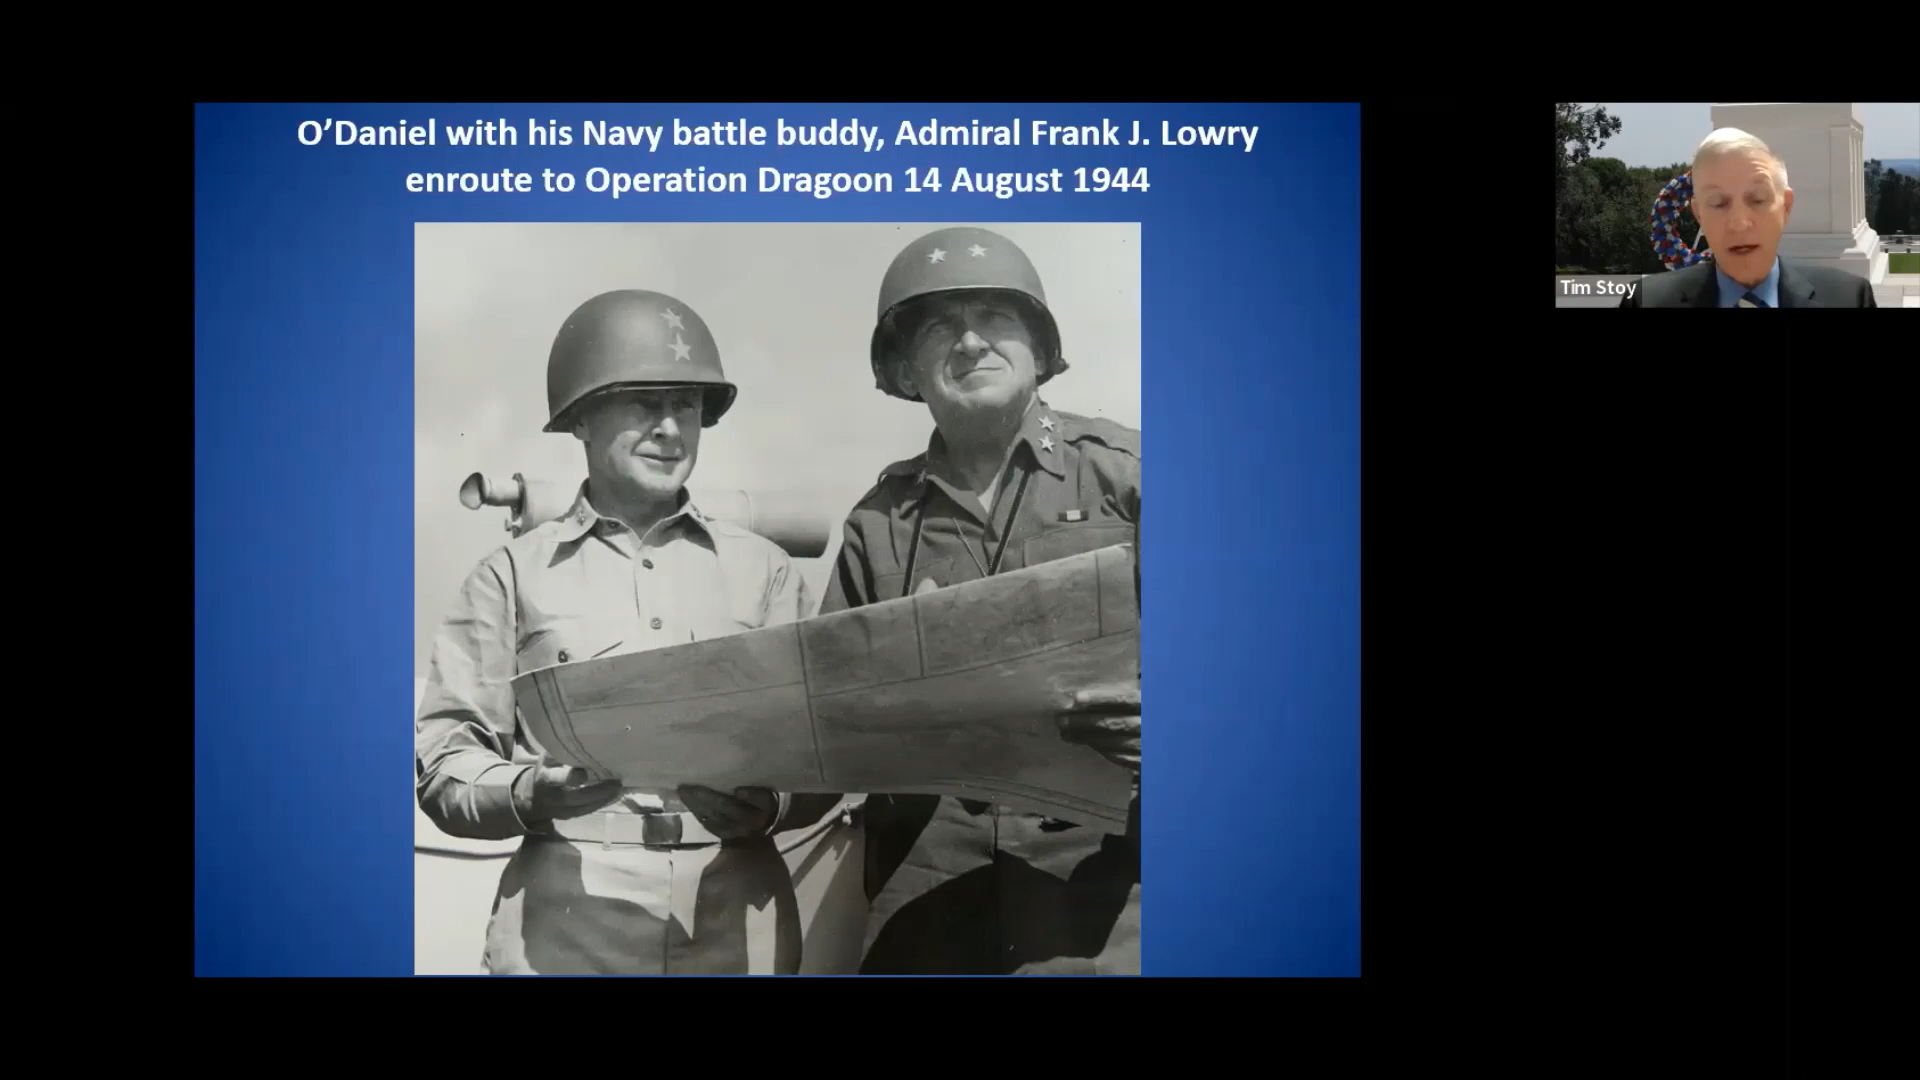 O’Daniel with his Navy battle buddy, Admiral Frank J. Lowry
enroute to Operation Dragoon 14 August 1944
Tim Stoy